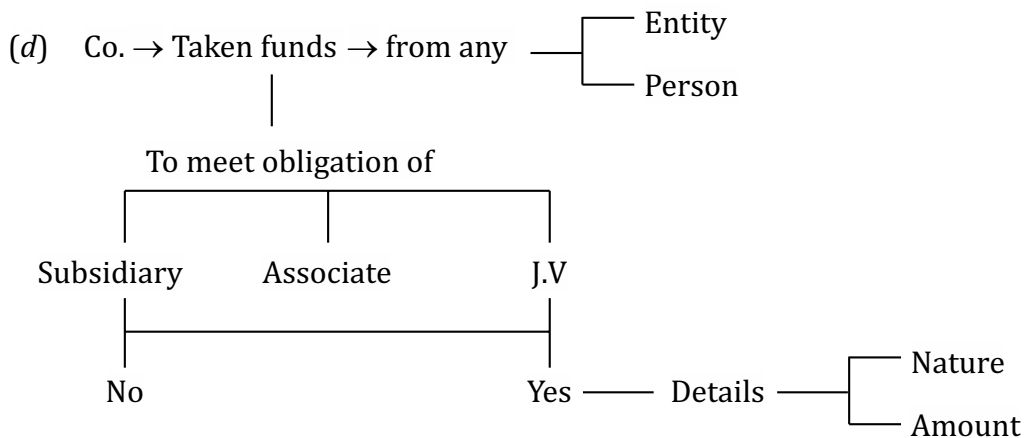 Entity
(d) Co. → Taken funds → from any
Person
To meet obligation of
Subsidiary Associate J.V
Nature
No Yes Details
Amount